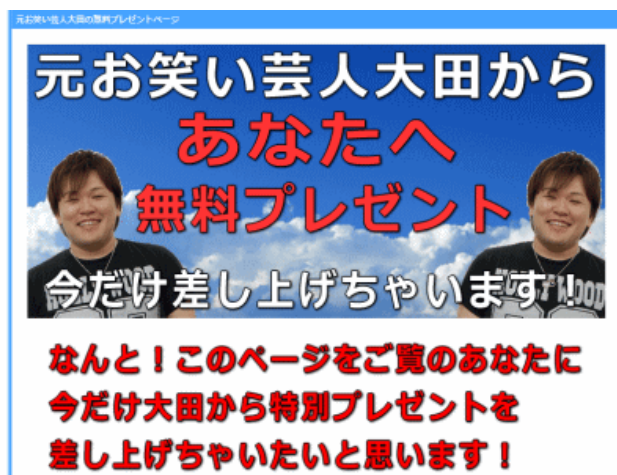 元お笑い芸人大田の無料プレゼントページ
元お笑い芸人大田から
あなたへ
無料プレゼント
今だけ差し上げちゃいます!
なんと!このページをご覧のあなたに
今だけ大田から特別プレゼントを
差し上げちゃいたいと思います!